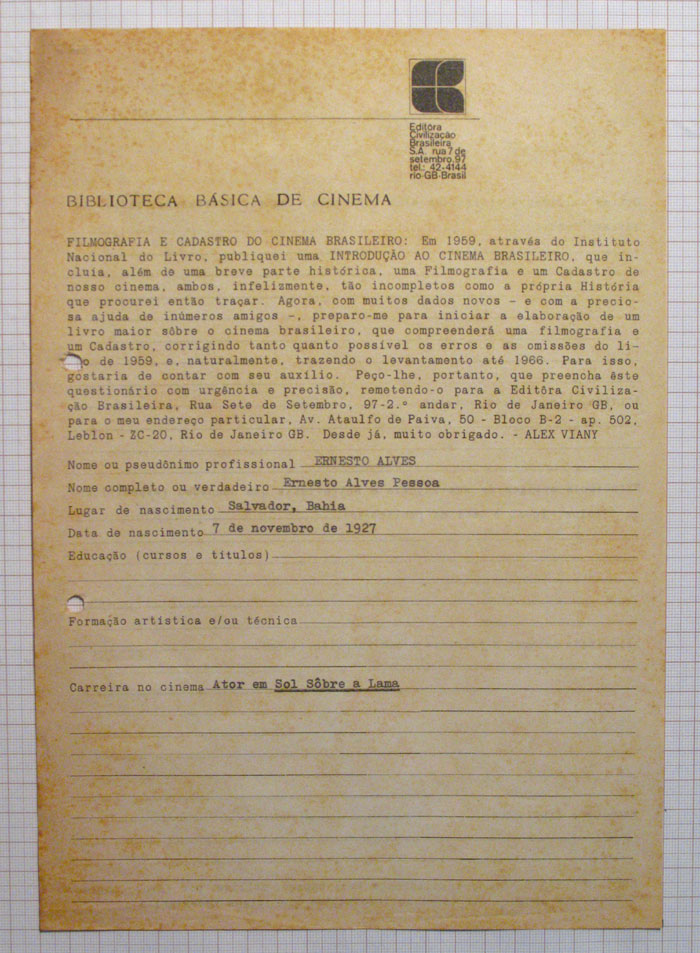 Editôra
Civilização
Brasileira
S.A. rua 7 de
setembro.97
tel.: 42-4144
rio-GB-Brasil
BIBLIOTECA BÁSICA DE CINEMA
FILMOGRAFIA E CADASTRO DO CINEMA BRASILEIRO: Em 1959, através do Instituto
Nacional do Livro, publiquei uma INTRODUÇÃO AO CINEMA BRASILEIRO, que in-
cluia, além de uma breve parte histórica, uma Filmografia e um Cadastro de
nosso cinema, ambos, infelizmente, tão incompletos como a própria História
que procurei então traçar. Agora, com muitos dados novos - e com a precio-
sa ajuda de inúmeros amigos -, preparo-me para iniciar a elaboração de um
livro maior sôbre o cinema brasileiro, que compreenderá uma filmografia e
um Cadastro, corrigindo tanto quanto possível os erros e as omissões do li-
vro de 1959, e, naturalmente, trazendo o levantamento até 1966. Para isso,
gostaria de contar com seu auxílio. Peço-lhe, portanto, que preencha êste
questionário com urgência e precisão, remetendo-o para a Editôra Civiliza-
ção Brasileira, Rua Sete de Setembro, 97-2.º andar, Rio de Janeiro GB, ou
para o meu endereço particular, Av. Ataulfo de Paiva, 50 - Bloco B-2 - ap. 502,
Leblon - ZC-20, Rio de Janeiro GB. Desde já, muito obrigado. - ALEX VIANY
Nome ou pseudônimo profissional ERNESTO ALVES
Nome completo ou verdadeiro Ernesto Alves Pessoa
Lugar de nascimento Salvador, Bahia
Data de nascimento 7 de novembro de 1927
Educação (cursos e títulos)
Formação artística e/ou técnica
Carreira no cinema Ator em Sol Sôbre a Lama